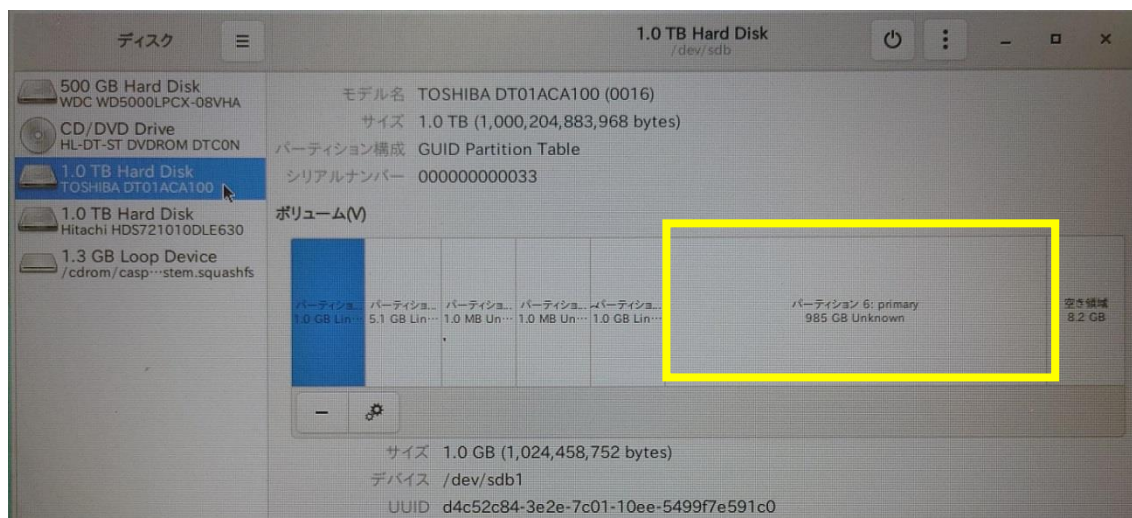 ディスク
1.0 TB Hard Disk
/dev/sdb
500 GB Hard Disk
WDC WD5000LPCX-08VHA
CD/DVD Drive
HL-DT-ST DVDROM DTC0N
1.0 TB Hard Disk
TOSHIBA DT01ACA100
1.0 TB Hard Disk
Hitachi HDS721010DLE630
1.3 GB Loop Device
/cdrom/casp…stem.squashfs
モデル名 TOSHIBA DT01ACA100 (0016)
サイズ 1.0 TB (1,000,204,883,968 bytes)
パーティション構成 GUID Partition Table
シリアルナンバー 000000000033
ボリューム(V)
パーティショ… パーティショ… パーティショ… パーティショ… パーティショ… パーティション 6: primary 空き領域
1.0 GB Lin… 5.1 GB Lin… 1.0 MB Un… 1.0 MB Un… 1.0 GB Lin… 985 GB Unknown 8.2 GB
サイズ 1.0 GB (1,024,458,752 bytes)
デバイス /dev/sdb1
UUID d4c52c84-3e2e-7c01-10ee-5499f7e591c0